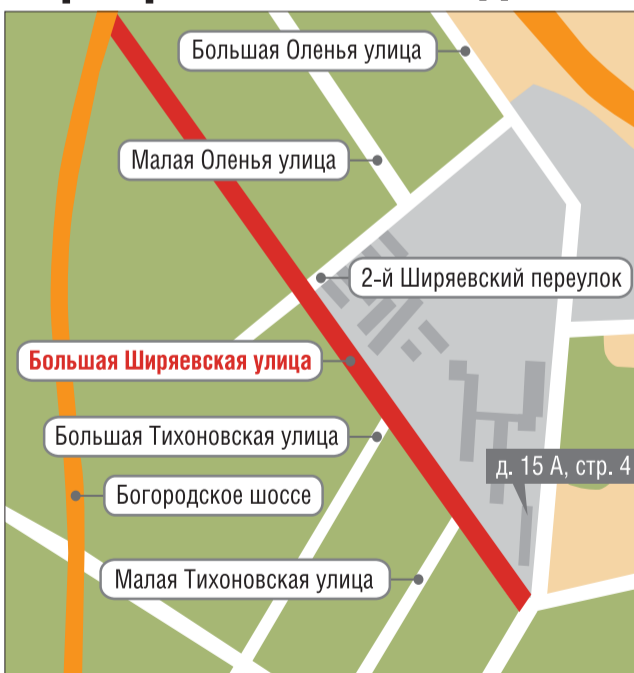 Большая Оленья улица
Малая Оленья улица
2-й Ширяевский переулок
Большая Ширяевская улица
Большая Тихоновская улица
д. 15 А, стр. 4
Богородское шоссе
Малая Тихоновская улица